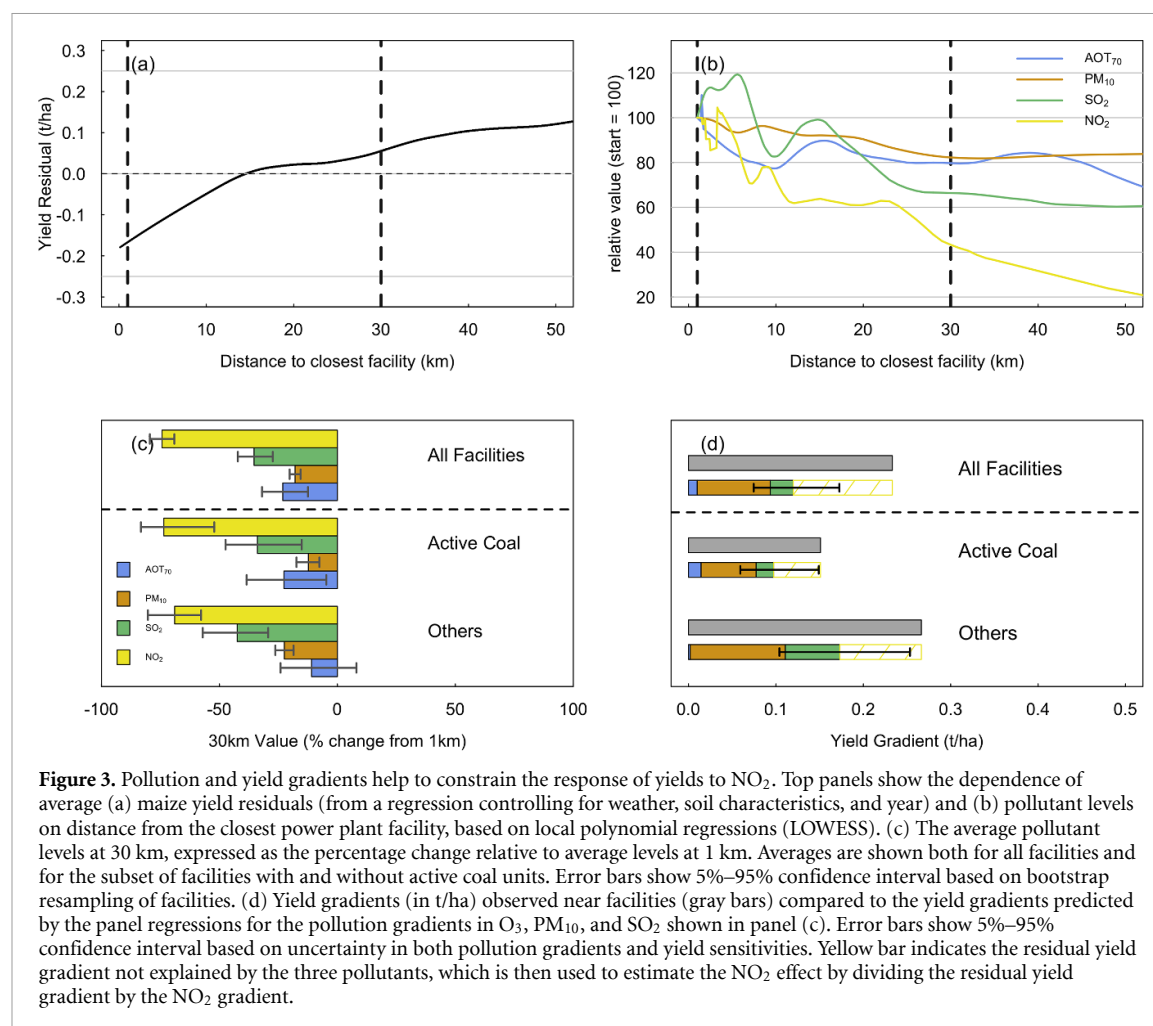 (a)
Yield Residual (t/ha)
0.3
0.2
0.1
0.0
-0.1
-0.2
-0.3
0 10 20 30 40 50
Distance to closest facility (km)
(b)
relative value (start = 100)
120
100
80
60
40
20
AOT70
PM10
SO2
NO2
0 10 20 30 40 50
Distance to closest facility (km)
(c)
All Facilities
Active Coal
Others
AOT70
PM10
SO2
NO2
-100 -50 0 50 100
30km Value (% change from 1km)
(d)
All Facilities
Active Coal
Others
0.0 0.1 0.2 0.3 0.4 0.5
Yield Gradient (t/ha)
Figure 3. Pollution and yield gradients help to constrain the response of yields to NO2. Top panels show the dependence of
average (a) maize yield residuals (from a regression controlling for weather, soil characteristics, and year) and (b) pollutant levels
on distance from the closest power plant facility, based on local polynomial regressions (LOWESS). (c) The average pollutant
levels at 30 km, expressed as the percentage change relative to average levels at 1 km. Averages are shown both for all facilities and
for the subset of facilities with and without active coal units. Error bars show 5%–95% confidence interval based on bootstrap
resampling of facilities. (d) Yield gradients (in t/ha) observed near facilities (gray bars) compared to the yield gradients predicted
by the panel regressions for the pollution gradients in O3, PM10, and SO2 shown in panel (c). Error bars show 5%–95%
confidence interval based on uncertainty in both pollution gradients and yield sensitivities. Yellow bar indicates the residual yield
gradient not explained by the three pollutants, which is then used to estimate the NO2 effect by dividing the residual yield
gradient by the NO2 gradient.